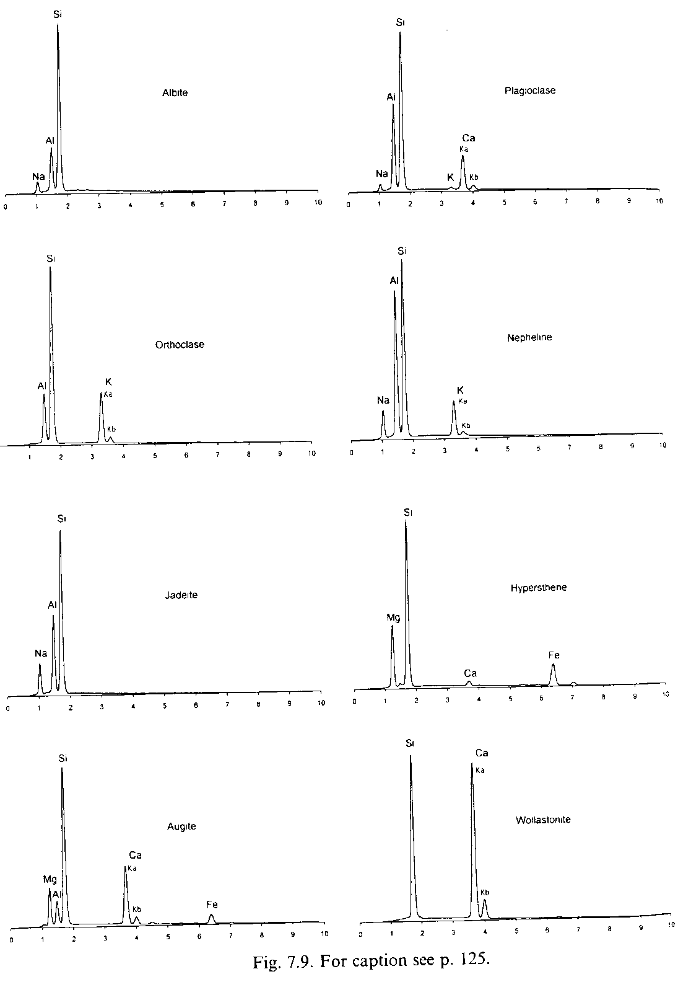 Si
Albite
Al
Na
0 1 2 3 4 5 6 7 8 9 10
Si
Plagioclase
Al
Ca
Ka
Na
K
Kb
0 1 2 3 4 5 6 7 8 9 10
Si
Orthoclase
Al
K
Ka
Kb
1 2 3 4 5 6 7 8 9 10
Si
Al
Nepheline
Na
K
Ka
Kb
0 1 2 3 4 5 6 7 8 9 10
Si
Jadeite
Al
Na
0 1 2 3 4 5 6 7 8 9 10
Si
Hypersthene
Mg
Fe
Ca
0 1 2 3 4 5 6 7 8 9 10
Si
Augite
Ca
Ka
Mg
Al
Kb
Fe
0 1 2 3 4 5 6 7 8 9 10
Si
Ca
Ka
Wollastonite
Kb
0 1 2 3 4 5 6 7 8 9 10
Fig. 7.9. For caption see p. 125.